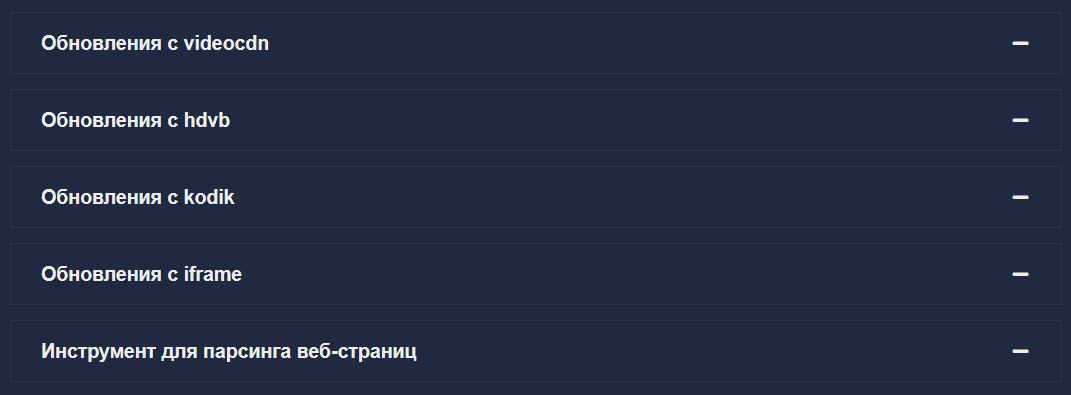 Обновления с videocdn
Обновления с hdvb
Обновления с kodik
Обновления с iframe
Инструмент для парсинга веб-страниц